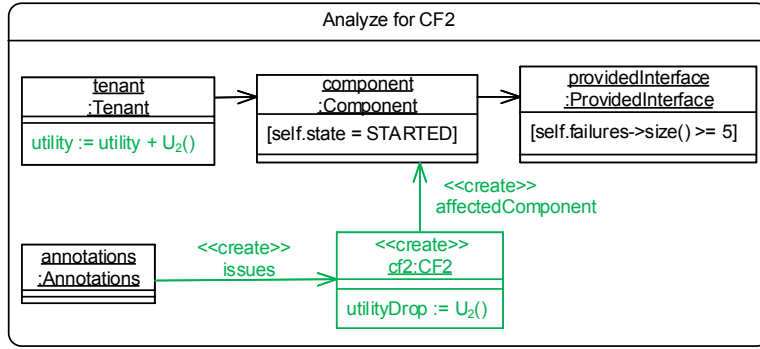 Analyze for CF2
tenant
:Tenant
utility := utility + U₂()
component
:Component
[self.state = STARTED]
providedInterface
:ProvidedInterface
[self.failures->size() >= 5]
<<create>>
affectedComponent
annotations
:Annotations
<<create>>
issues
<<create>>
cf2:CF2
utilityDrop := U₂()